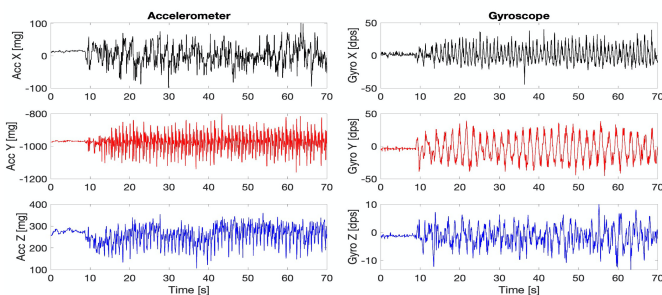 Accelerometer
Acc X [mg]
100
0
-100
0 10 20 30 40 50 60 70
Acc Y [mg]
-800
-1000
-1200
0 10 20 30 40 50 60 70
Acc Z [mg]
400
300
200
100
0 10 20 30 40 50 60 70
Time [s]
Gyroscope
Gyro X [dps]
50
0
-50
0 10 20 30 40 50 60 70
Gyro Y [dps]
50
0
-50
0 10 20 30 40 50 60 70
Gyro Z [dps]
10
0
-10
0 10 20 30 40 50 60 70
Time [s]